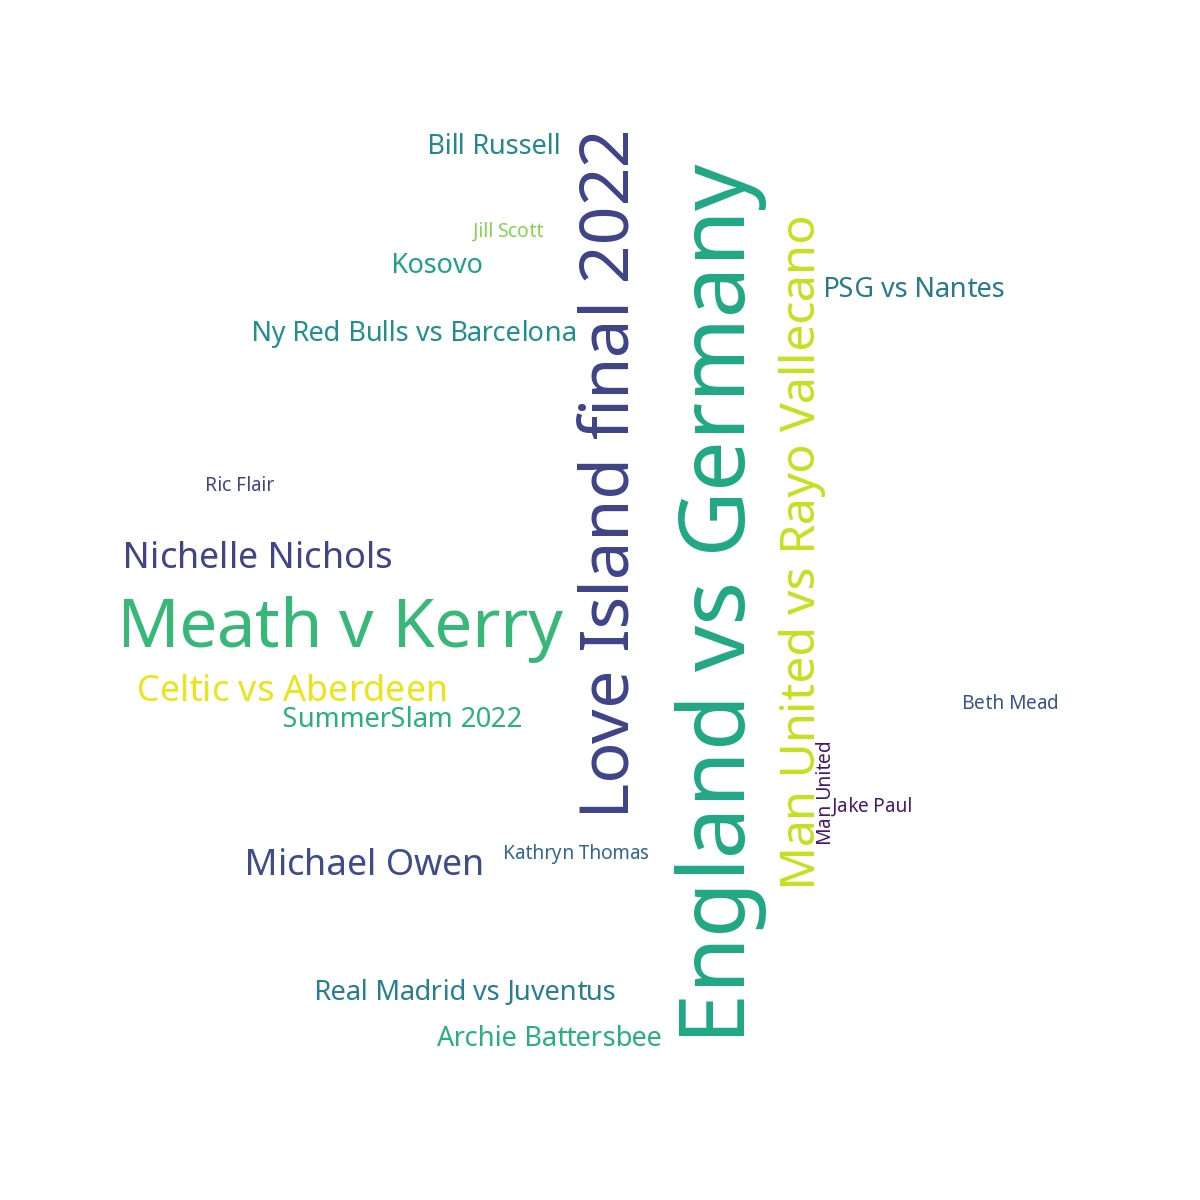 Bill Russell
Love Island final 2022
England vs Germany
Man United vs Rayo Vallecano
Jill Scott
Kosovo
PSG vs Nantes
Ny Red Bulls vs Barcelona
Ric Flair
Nichelle Nichols
Meath v Kerry
Celtic vs Aberdeen
SummerSlam 2022
Beth Mead
Man United
Jake Paul
Michael Owen
Kathryn Thomas
Real Madrid vs Juventus
Archie Battersbee